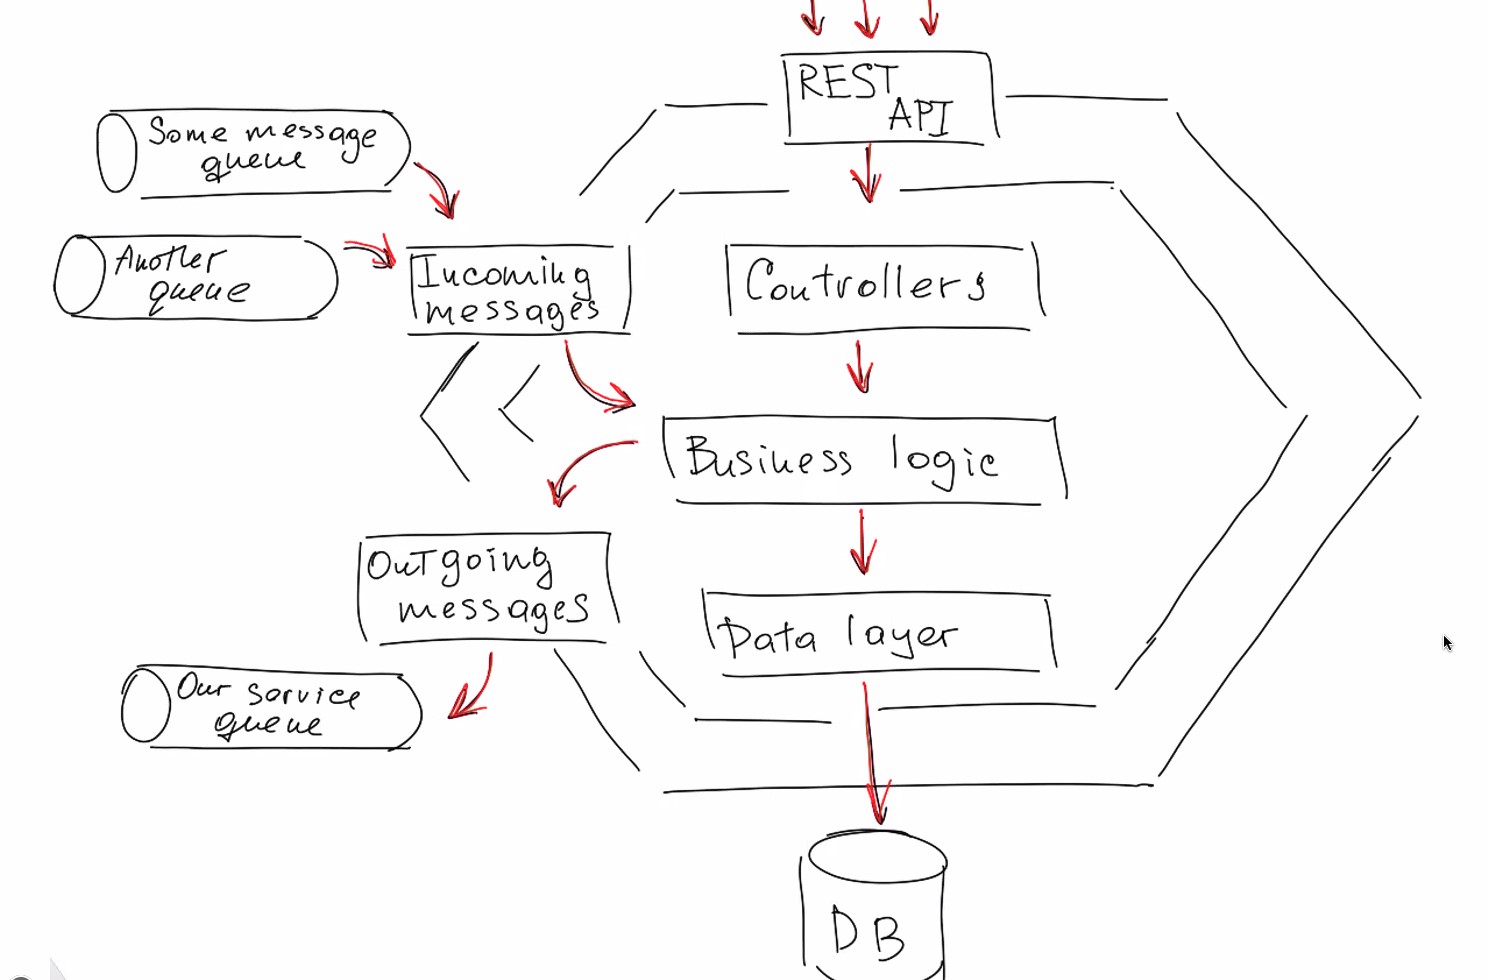 REST
API
Some message
queue
Another
queue
Incoming
messages
Controllers
Business logic
Outgoing
messages
Data layer
Our service
queue
DB